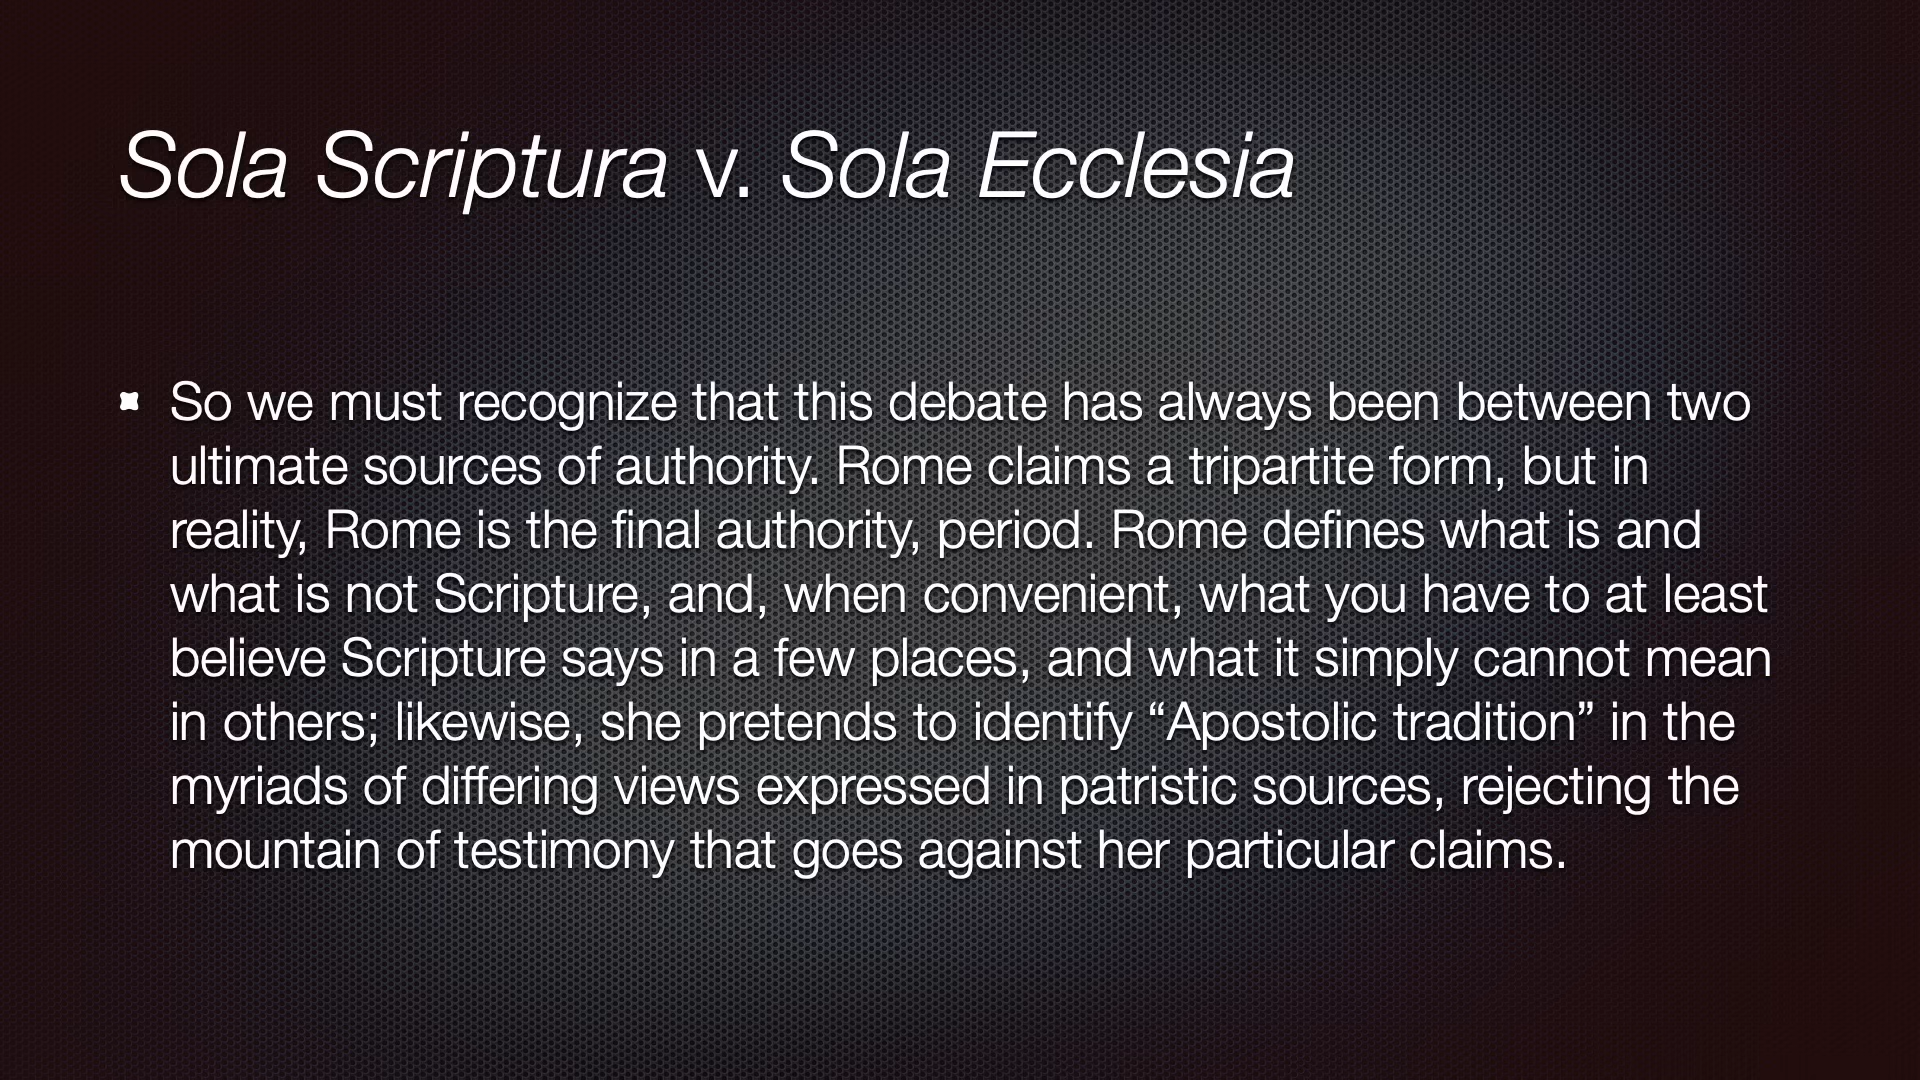 Sola Scriptura v. Sola Ecclesia
So we must recognize that this debate has always been between two
ultimate sources of authority. Rome claims a tripartite form, but in
reality, Rome is the final authority, period. Rome defines what is and
what is not Scripture, and, when convenient, what you have to at least
believe Scripture says in a few places, and what it simply cannot mean
in others; likewise, she pretends to identify “Apostolic tradition” in the
myriads of differing views expressed in patristic sources, rejecting the
mountain of testimony that goes against her particular claims.